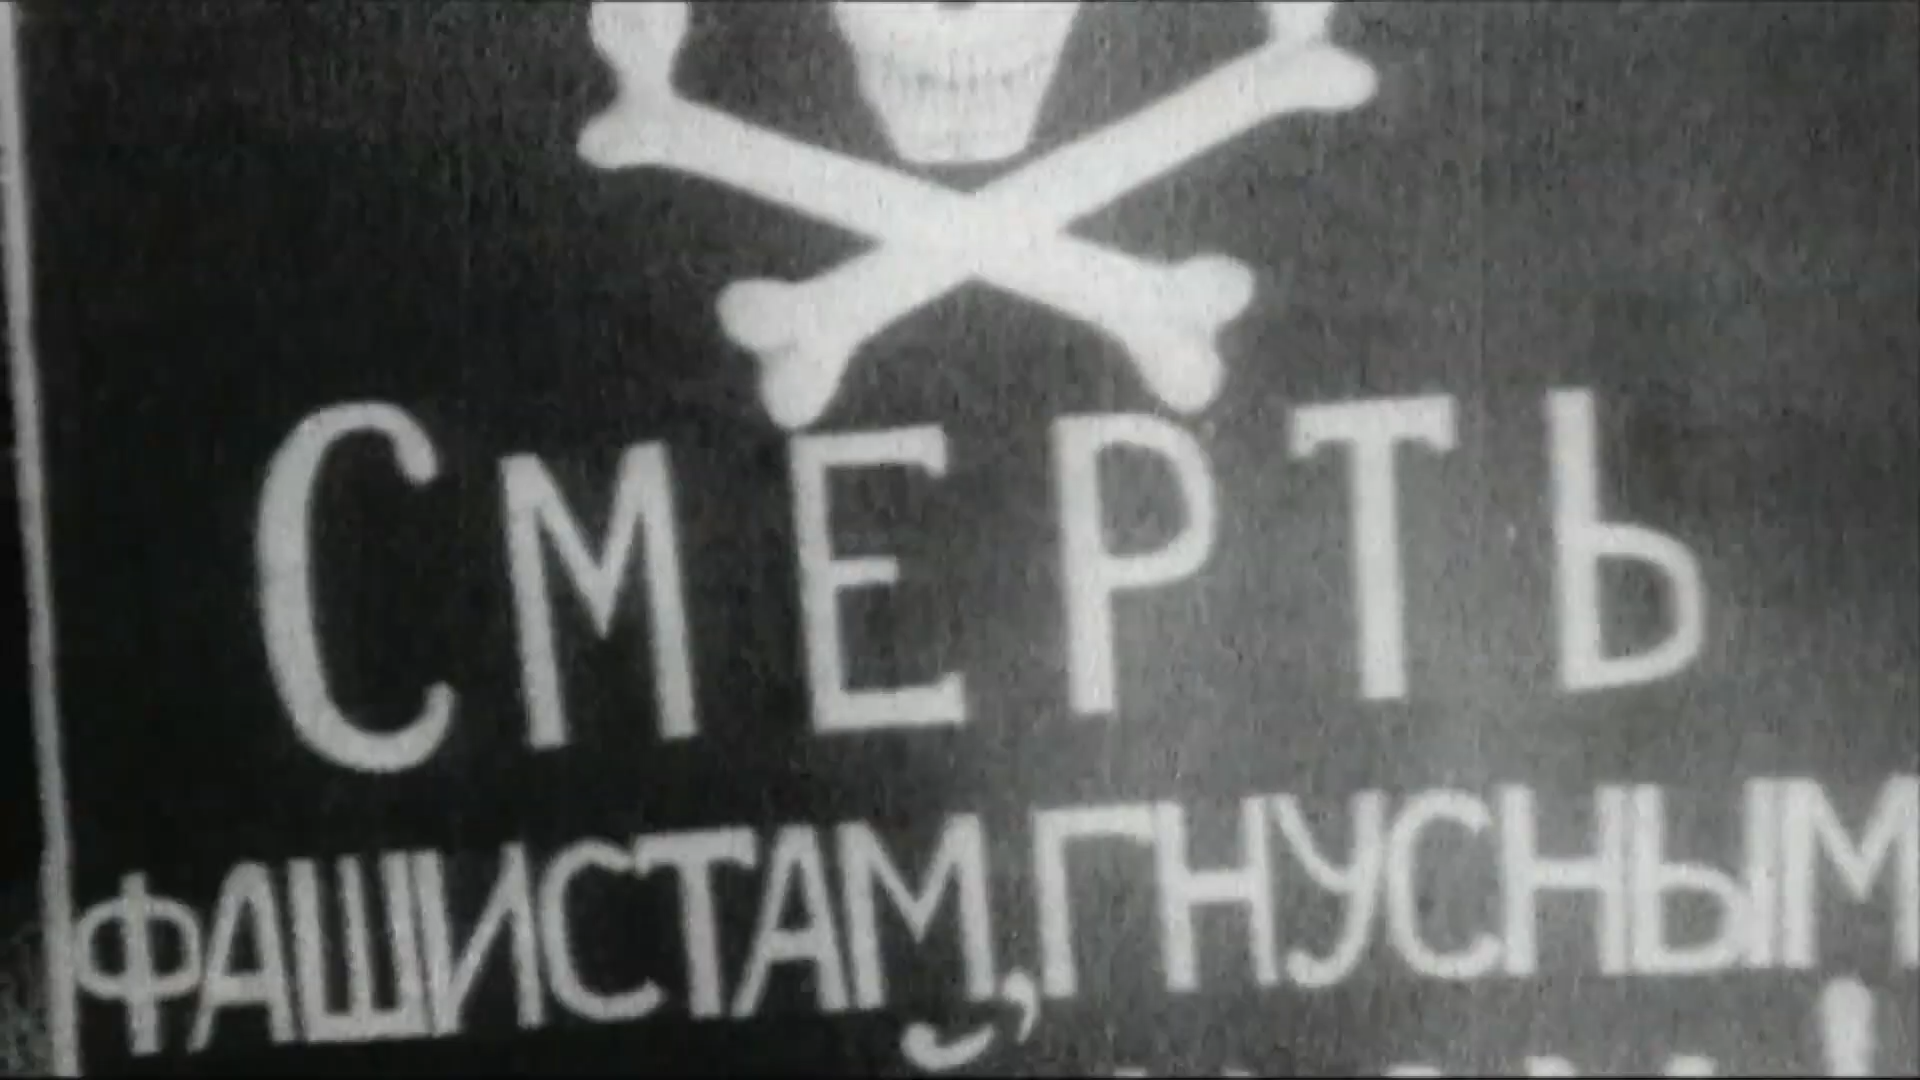 Смерть
фашистам, гнусным